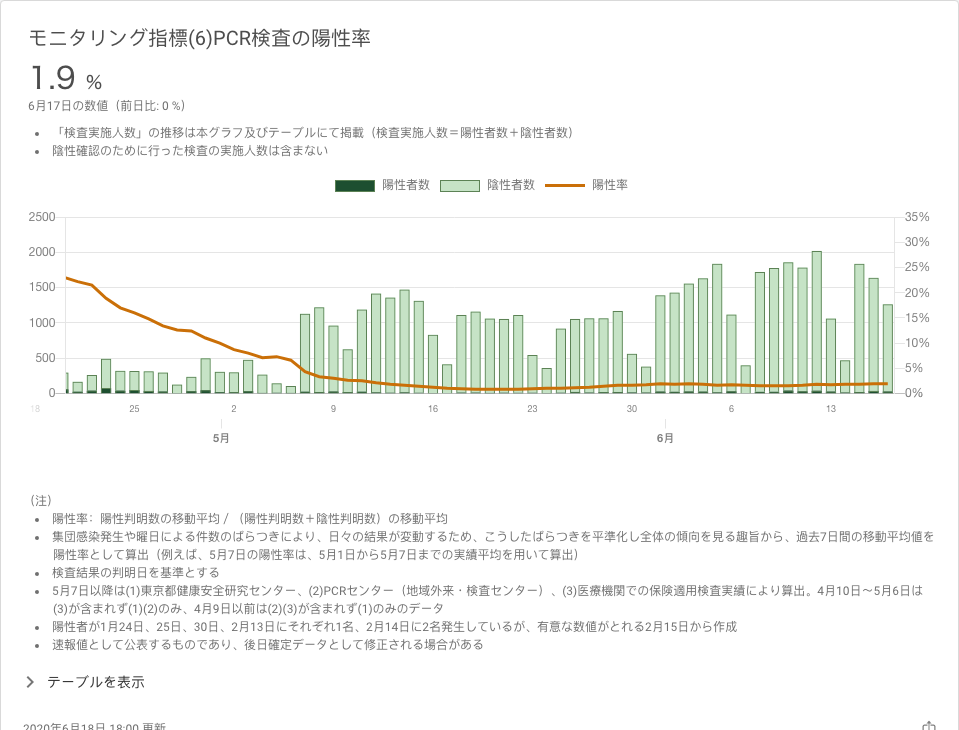 モニタリング指標(6)PCR検査の陽性率
1.9 %
6月17日の数値（前日比: 0 %）
• 「検査実施人数」の推移は本グラフ及びテーブルにて掲載（検査実施人数＝陽性者数＋陰性者数）
• 陰性確認のために行った検査の実施人数は含まない
陽性者数 陰性者数 陽性率
2500 35%
30%
2000
25%
1500 20%
15%
1000
10%
500
5%
0 0%
18 25 2 9 16 23 30 6 13
5月 6月
（注）
• 陽性率：陽性判明数の移動平均 /（陽性判明数＋陰性判明数）の移動平均
• 集団感染発生や曜日による件数のばらつきにより、日々の結果が変動するため、こうしたばらつきを平準化し全体の傾向を見る趣旨から、過去7日間の移動平均値を
陽性率として算出（例えば、5月7日の陽性率は、5月1日から5月7日までの実績平均を用いて算出）
• 検査結果の判明日を基準とする
• 5月7日以降は(1)東京都健康安全研究センター、(2)PCRセンター（地域外来・検査センター）、(3)医療機関での保険適用検査実績により算出。4月10日～5月6日は
(3)が含まれず(1)(2)のみ、4月9日以前は(2)(3)が含まれず(1)のみのデータ
• 陽性者が1月24日、25日、30日、2月13日にそれぞれ1名、2月14日に2名発生しているが、有意な数値がとれる2月15日から作成
• 速報値として公表するものであり、後日確定データとして修正される場合がある
テーブルを表示
2020年6月18日 18:00 更新